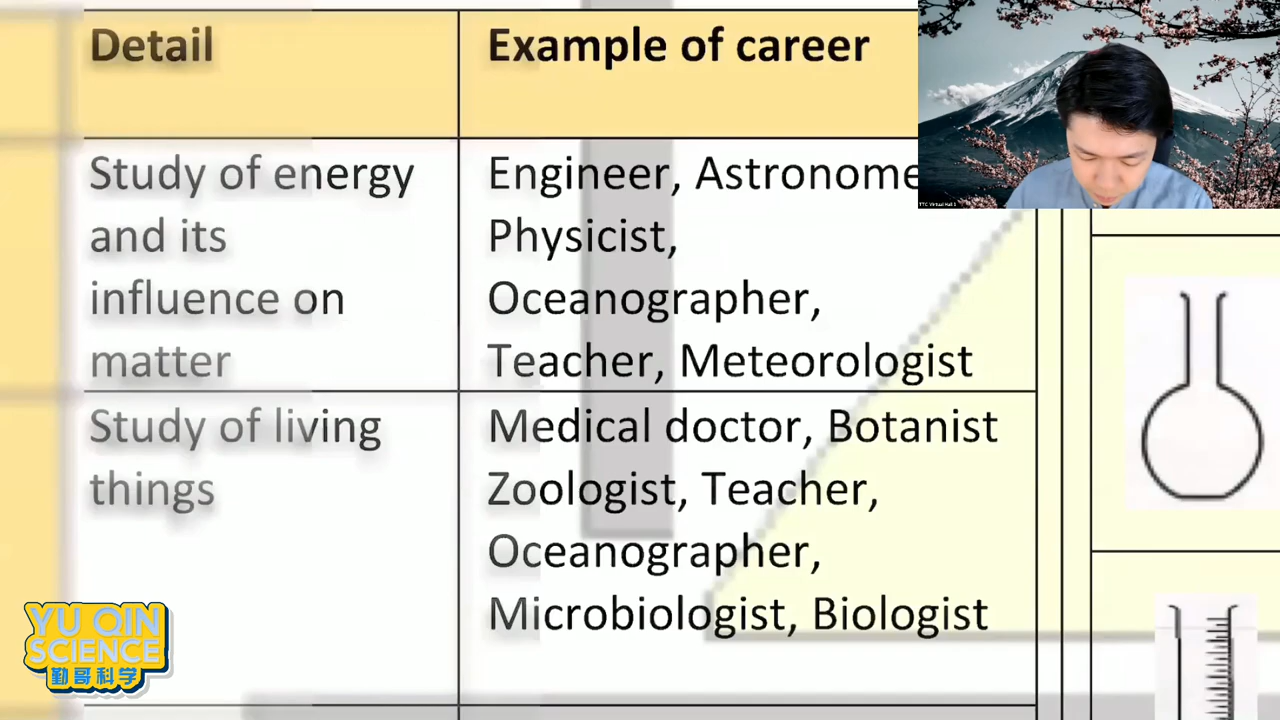 Detail
Example of career
Study of energy
and its
influence on
matter
Engineer, Astronome
Physicist,
Oceanographer,
Teacher, Meteorologist
Study of living
things
Medical doctor, Botanist
Zoologist, Teacher,
Oceanographer,
Microbiologist, Biologist
YU QIN
SCIENCE
勤哥科学